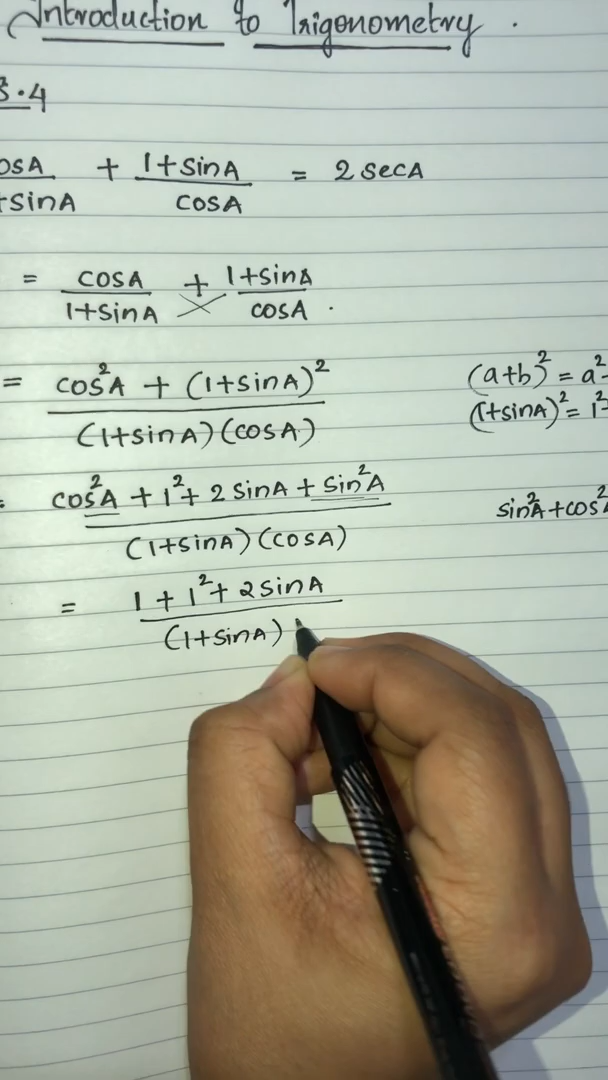 Introduction to Trigonometry .
3.4
osA/+sinA + 1+sinA/cosA = 2 secA
= cosA/1+sinA + 1+sinA/cosA .
= cos²A + (1+sinA)²/(1+sinA)(cosA) (a+b)² = a²
(1+sinA)² = 1²
= cos²A + 1² + 2 sinA + sin²A/(1+sinA)(cosA) sin²A + cos²
= 1 + 1² + 2 sinA/(1+sinA)